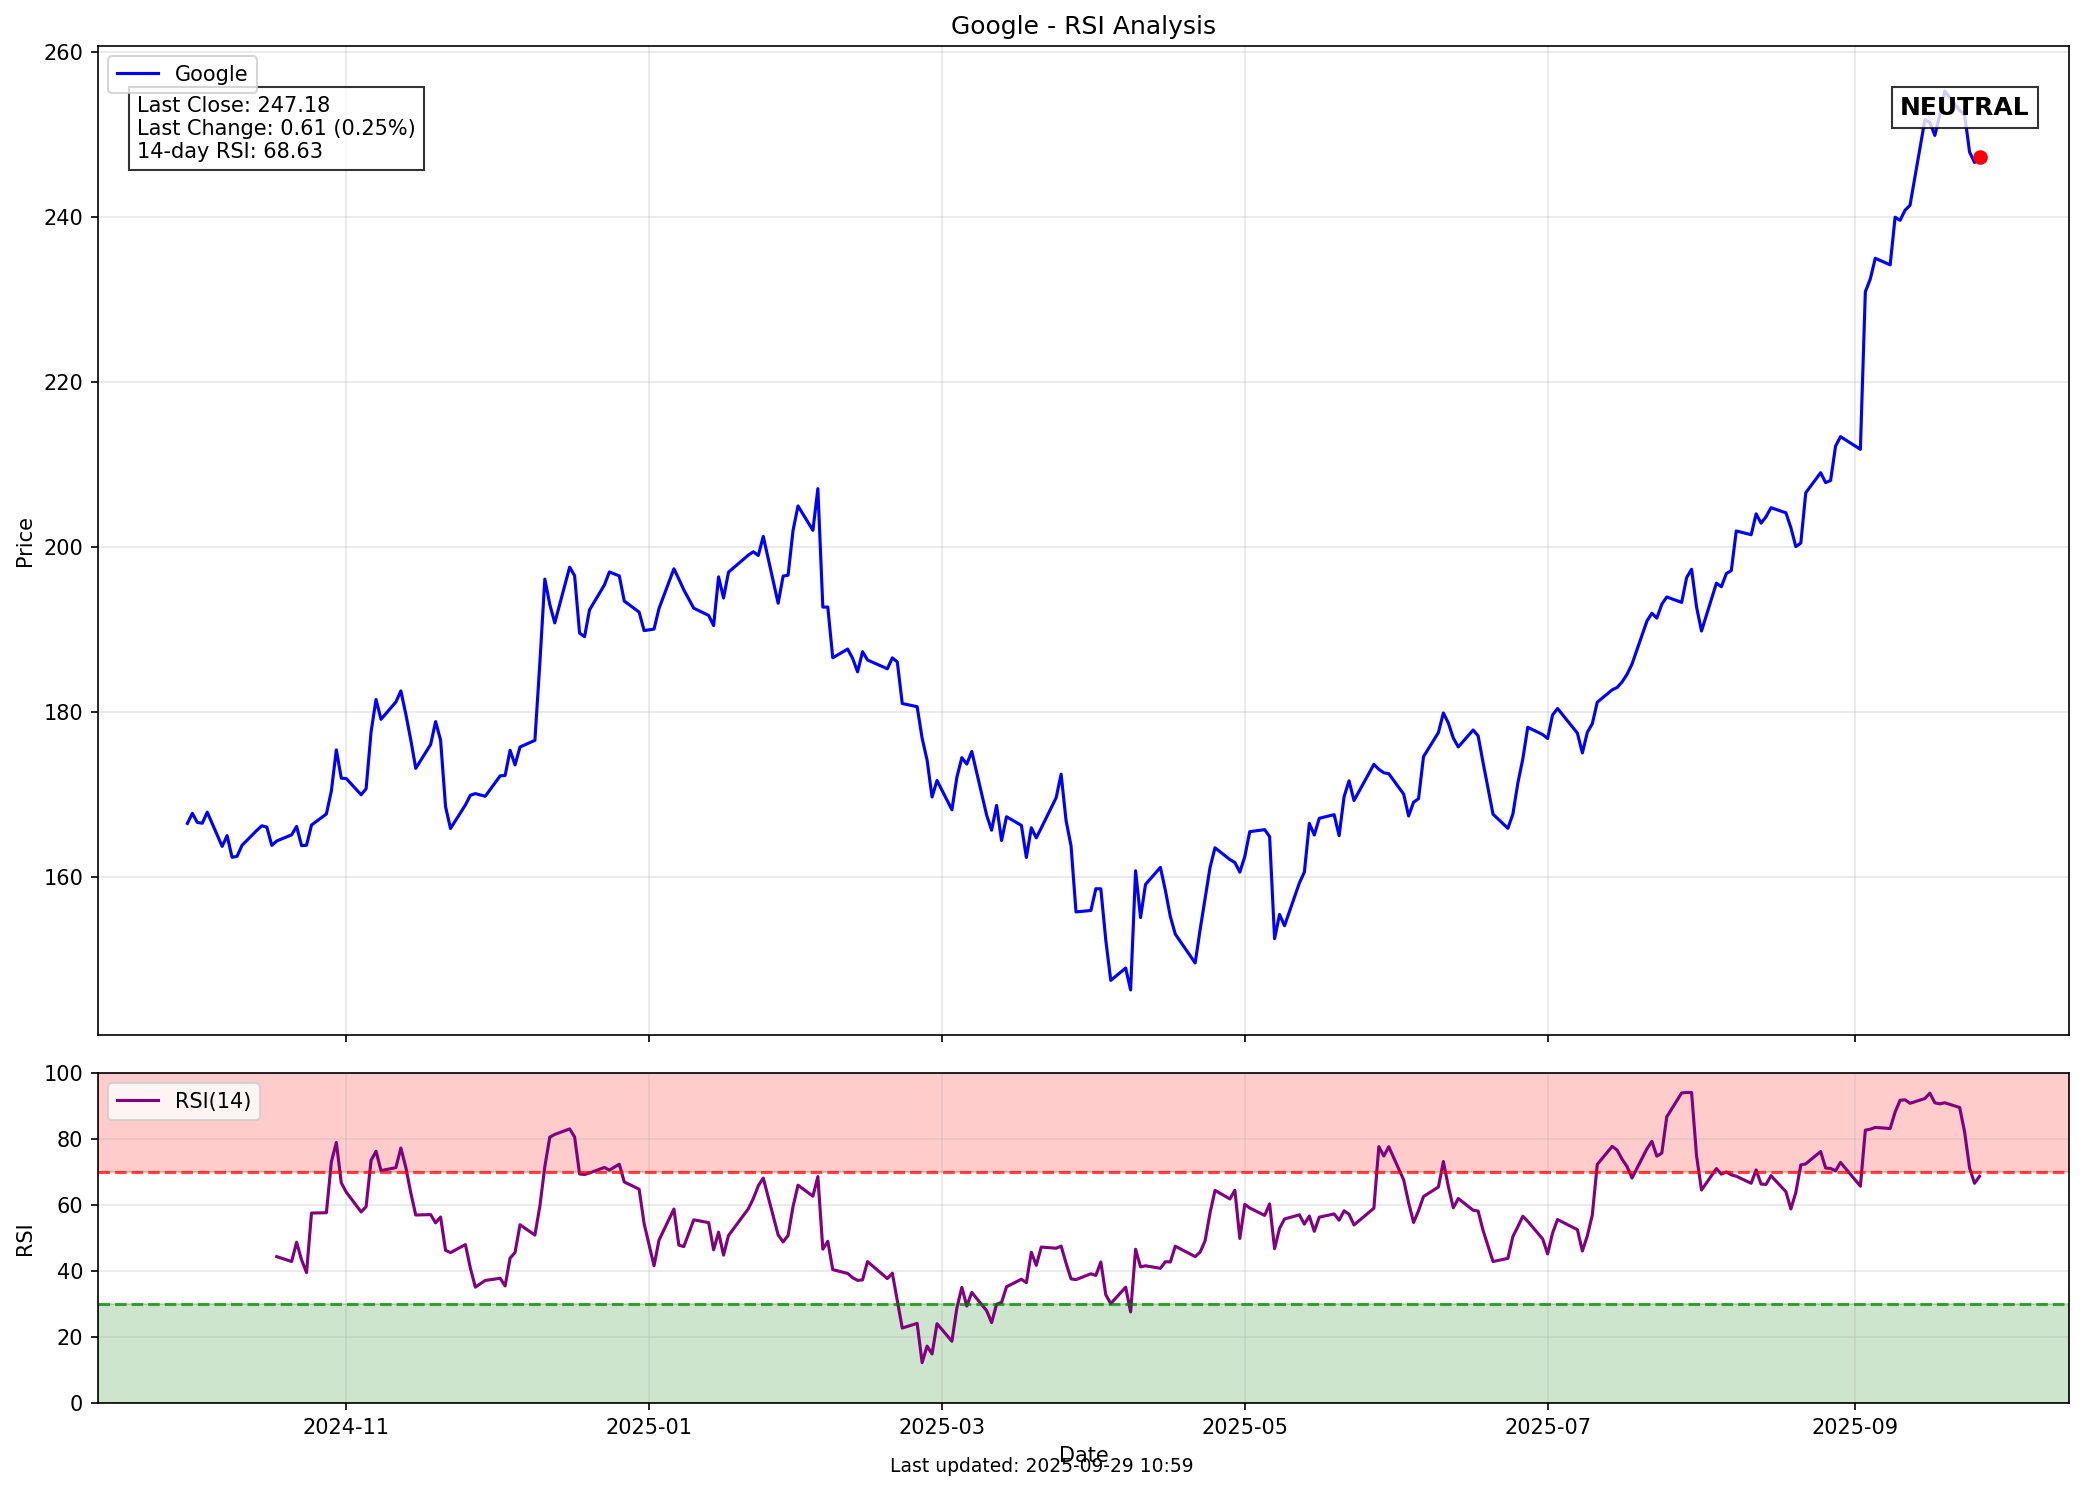 Google - RSI Analysis
Google
Last Close: 247.18
Last Change: 0.61 (0.25%)
14-day RSI: 68.63
NEUTRAL
260
240
220
200
180
160
Price
RSI(14)
100
80
60
40
20
0
RSI
2024-11
2025-01
2025-03
2025-05
2025-07
2025-09
Date
Last updated: 2025-09-29 10:59